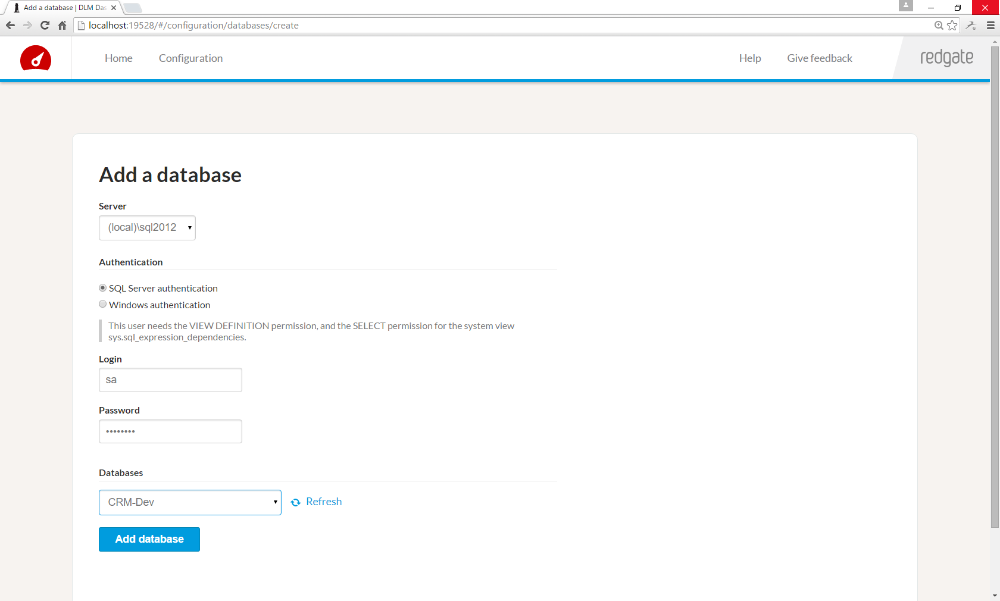 Add a database | DLM Das
localhost:19528/#/configuration/databases/create
Home
Configuration
Help
Give feedback
redgate
Add a database
Server
(local)\sql2012
Authentication
SQL Server authentication
Windows authentication
This user needs the VIEW DEFINITION permission, and the SELECT permission for the system view
sys.sql_expression_dependencies.
Login
sa
Password
••••••••
Databases
CRM-Dev
Refresh
Add database